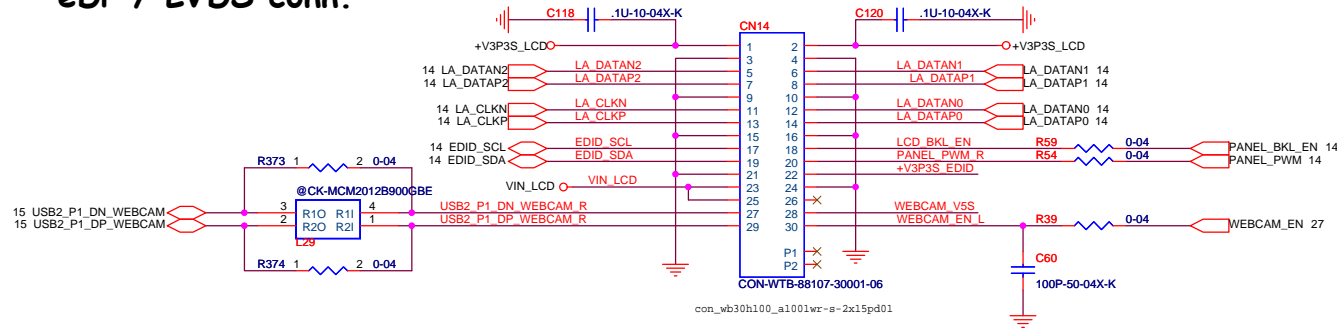 eDP / LVDS conn.
C118 .1U-10-04X-K
C120 .1U-10-04X-K
CN14
+V3P3S_LCD 1 2 +V3P3S_LCD
3 4
14 LA_DATAN2 LA_DATAN2 5 6 LA_DATAN1 LA_DATAN1 14
14 LA_DATAP2 LA_DATAP2 7 8 LA_DATAP1 LA_DATAP1 14
9 10
14 LA_CLKN LA_CLKN 11 12 LA_DATAN0 LA_DATAN0 14
14 LA_CLKP LA_CLKP 13 14 LA_DATAP0 LA_DATAP0 14
15 16
14 EDID_SCL EDID_SCL 17 18 LCD_BKL_EN R59 0-04 PANEL_BKL_EN 14
14 EDID_SDA EDID_SDA 19 20 PANEL_PWM_R R54 0-04 PANEL_PWM 14
R373 1 2 0-04
21 22 +V3P3S_EDID
VIN_LCD VIN_LCD 23 24
@CK-MCM2012B900GBE
25 26
15 USB2_P1_DN_WEBCAM 3 R1O R1I 4 USB2_P1_DN_WEBCAM_R 27 28 WEBCAM_V5S
15 USB2_P1_DP_WEBCAM 2 R2O R2I 1 USB2_P1_DP_WEBCAM_R 29 30 WEBCAM_EN_L R39 0-04 WEBCAM_EN 27
L29
P1
P2
R374 1 2 0-04
C60
100P-50-04X-K
CON-WTB-88107-30001-06
con_wb30h100_a1001wr-s-2x15pd01